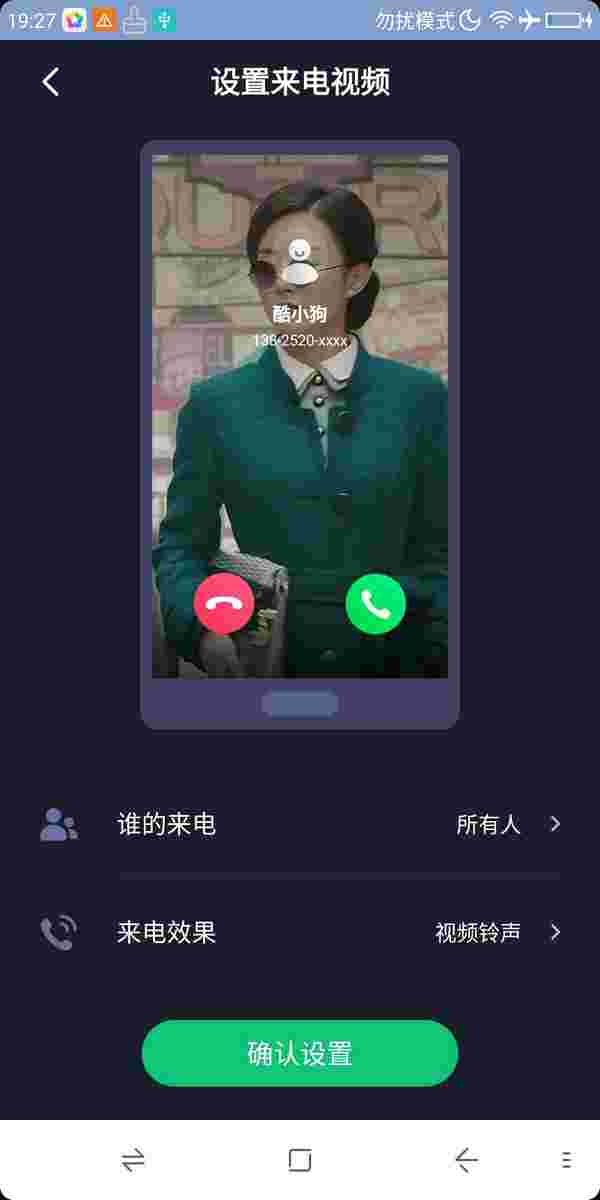 19:27
勿扰模式
设置来电视频
酷小狗
138-2520-xxxx
谁的来电
所有人
来电效果
视频铃声
确认设置